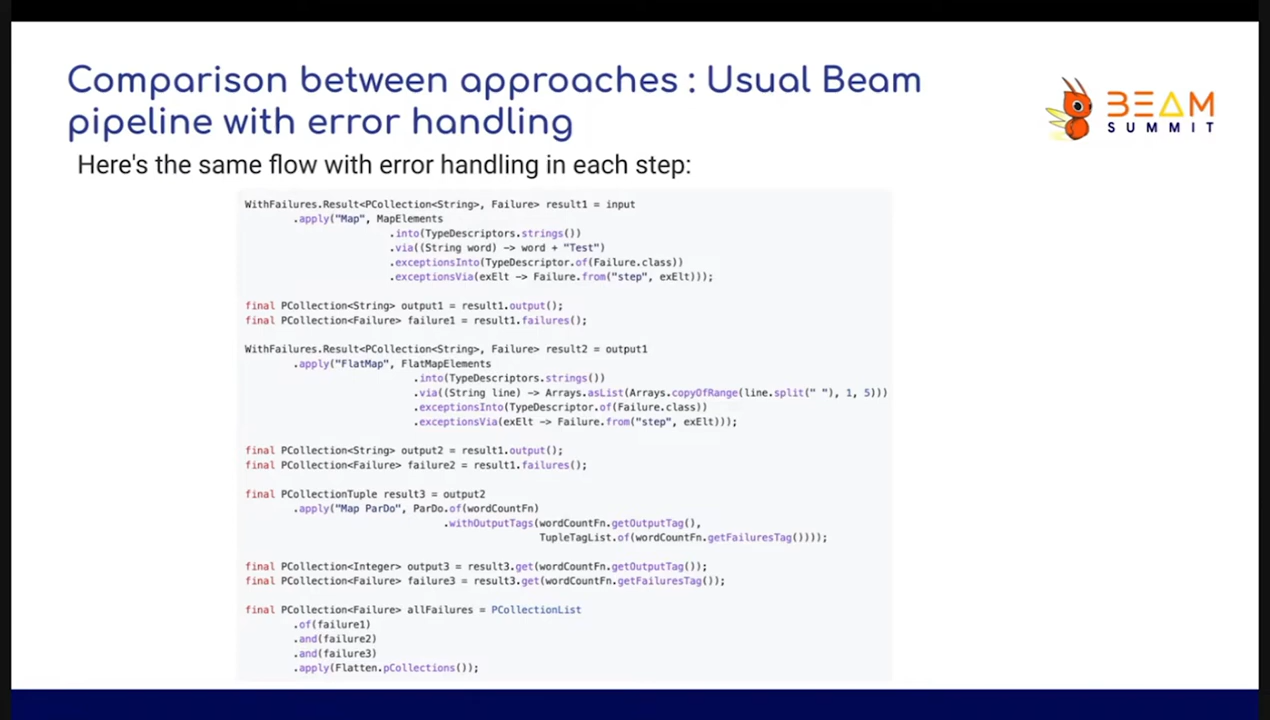 Comparison between approaches : Usual Beam
pipeline with error handling
BEAM
SUMMIT
Here's the same flow with error handling in each step:
WithFailures.Result<PCollection<String>, Failure> result1 = input
.apply("Map", MapElements
.into(TypeDescriptors.strings())
.via((String word) -> word + "Test")
.exceptionsInto(TypeDescriptor.of(Failure.class))
.exceptionsVia(exElt -> Failure.from("step", exElt)));
final PCollection<String> output1 = result1.output();
final PCollection<Failure> failure1 = result1.failures();
WithFailures.Result<PCollection<String>, Failure> result2 = output1
.apply("FlatMap", FlatMapElements
.into(TypeDescriptors.strings())
.via((String line) -> Arrays.asList(Arrays.copyOfRange(line.split(" "), 1, 5)))
.exceptionsInto(TypeDescriptor.of(Failure.class))
.exceptionsVia(exElt -> Failure.from("step", exElt)));
final PCollection<String> output2 = result1.output();
final PCollection<Failure> failure2 = result1.failures();
final PCollectionTuple result3 = output2
.apply("Map ParDo", ParDo.of(wordCountFn)
.withOutputTags(wordCountFn.getOutputTag(),
TupleTagList.of(wordCountFn.getFailuresTag())));
final PCollection<Integer> output3 = result3.get(wordCountFn.getOutputTag());
final PCollection<Failure> failure3 = result3.get(wordCountFn.getFailuresTag());
final PCollection<Failure> allFailures = PCollectionList
.of(failure1)
.and(failure2)
.and(failure3)
.apply(Flatten.pCollections());